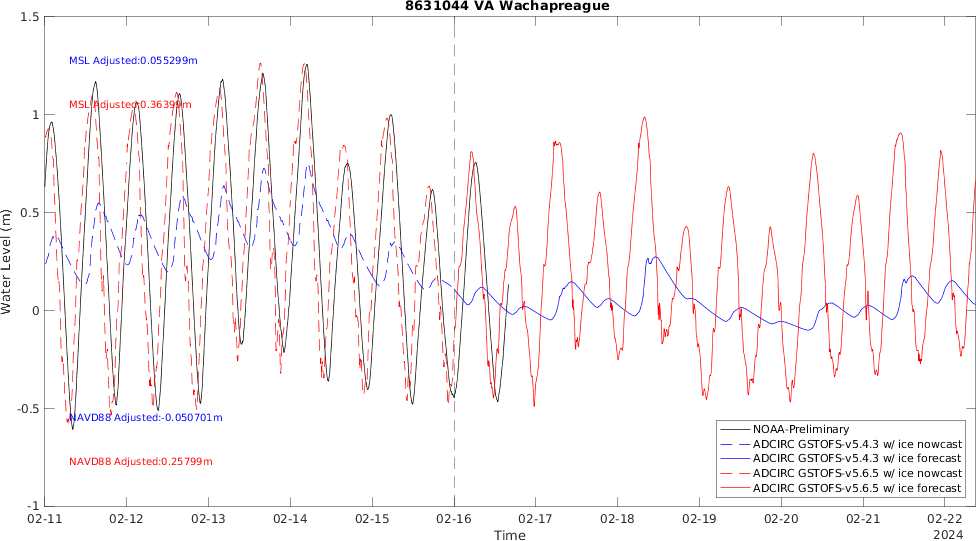 8631044 VA Wachapreague
1.5
MSL Adjusted:0.055299m
MSL Adjusted:0.36399m
1
0.5
Water Level (m)
0
-0.5
NAVD88 Adjusted:-0.050701m
NAVD88 Adjusted:0.25799m
NOAA-Preliminary
ADCIRC GSTOFS-v5.4.3 w/ ice nowcast
ADCIRC GSTOFS-v5.4.3 w/ ice forecast
ADCIRC GSTOFS-v5.6.5 w/ ice nowcast
ADCIRC GSTOFS-v5.6.5 w/ ice forecast
-1
02-11 02-12 02-13 02-14 02-15 02-16 02-17 02-18 02-19 02-20 02-21 02-22
Time
2024